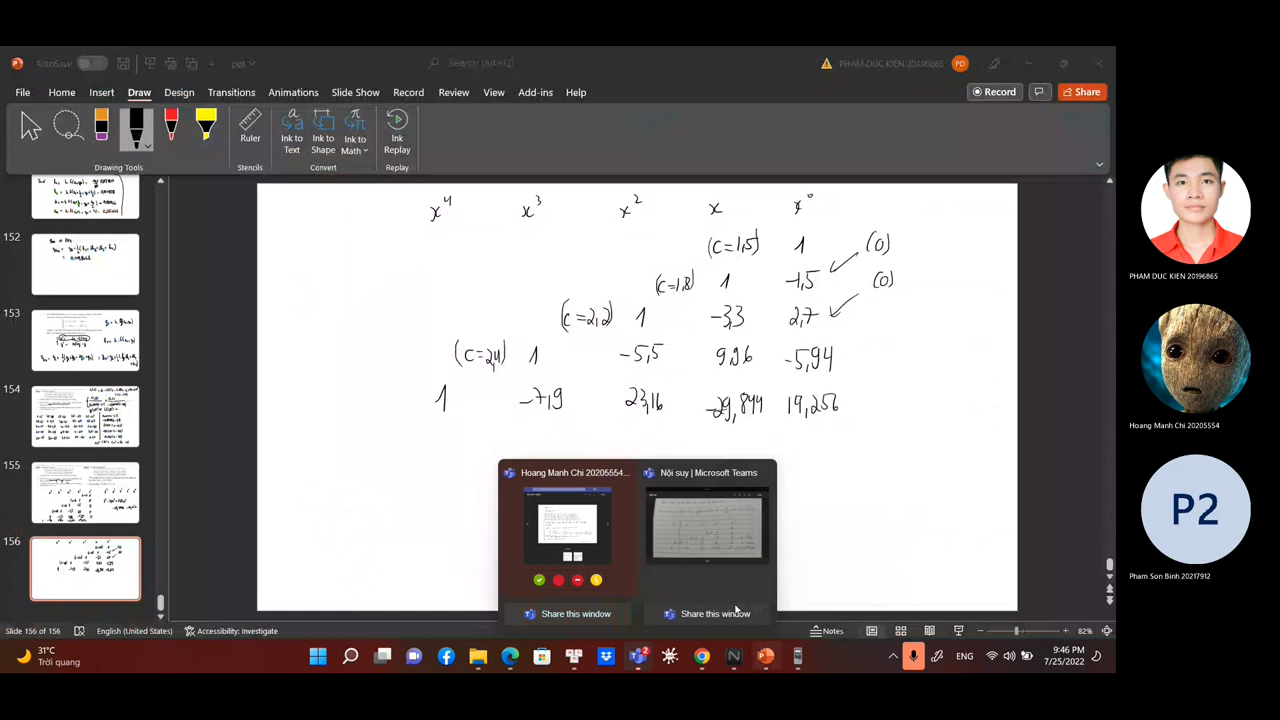 AutoSave
ppt
Search (Alt+Q)
PHAM DUC KIEN 20196865
PD
File Home Insert Draw Design Transitions Animations Slide Show Record Review View Add-ins Help
Record
Share
Ruler
Ink to Text
Ink to Shape
Ink to Math
Ink Replay
Drawing Tools
Stencils
Convert
Replay
152
153
154
155
156
x⁴ x³ x² x x⁰
(c=1,5) 1 (0)
(c=1,8) 1 -1,5 (0)
(c=2,2) 1 -3,3 2,7
(c=2,4) 1 -5,5 9,96 -5,94
1 -7,9 23,16 -29,844 14,256
Hoang Manh Chi 20205554...
Nội suy | Microsoft Teams
Share this window
Share this window
Slide 156 of 156
English (United States)
Accessibility: Investigate
Notes
82%
31°C
Trời quang
2
ENG
9:46 PM
7/25/2022
PHAM DUC KIEN 20196865
Hoang Manh Chi 20205554
P2
Pham Son Binh 20217912